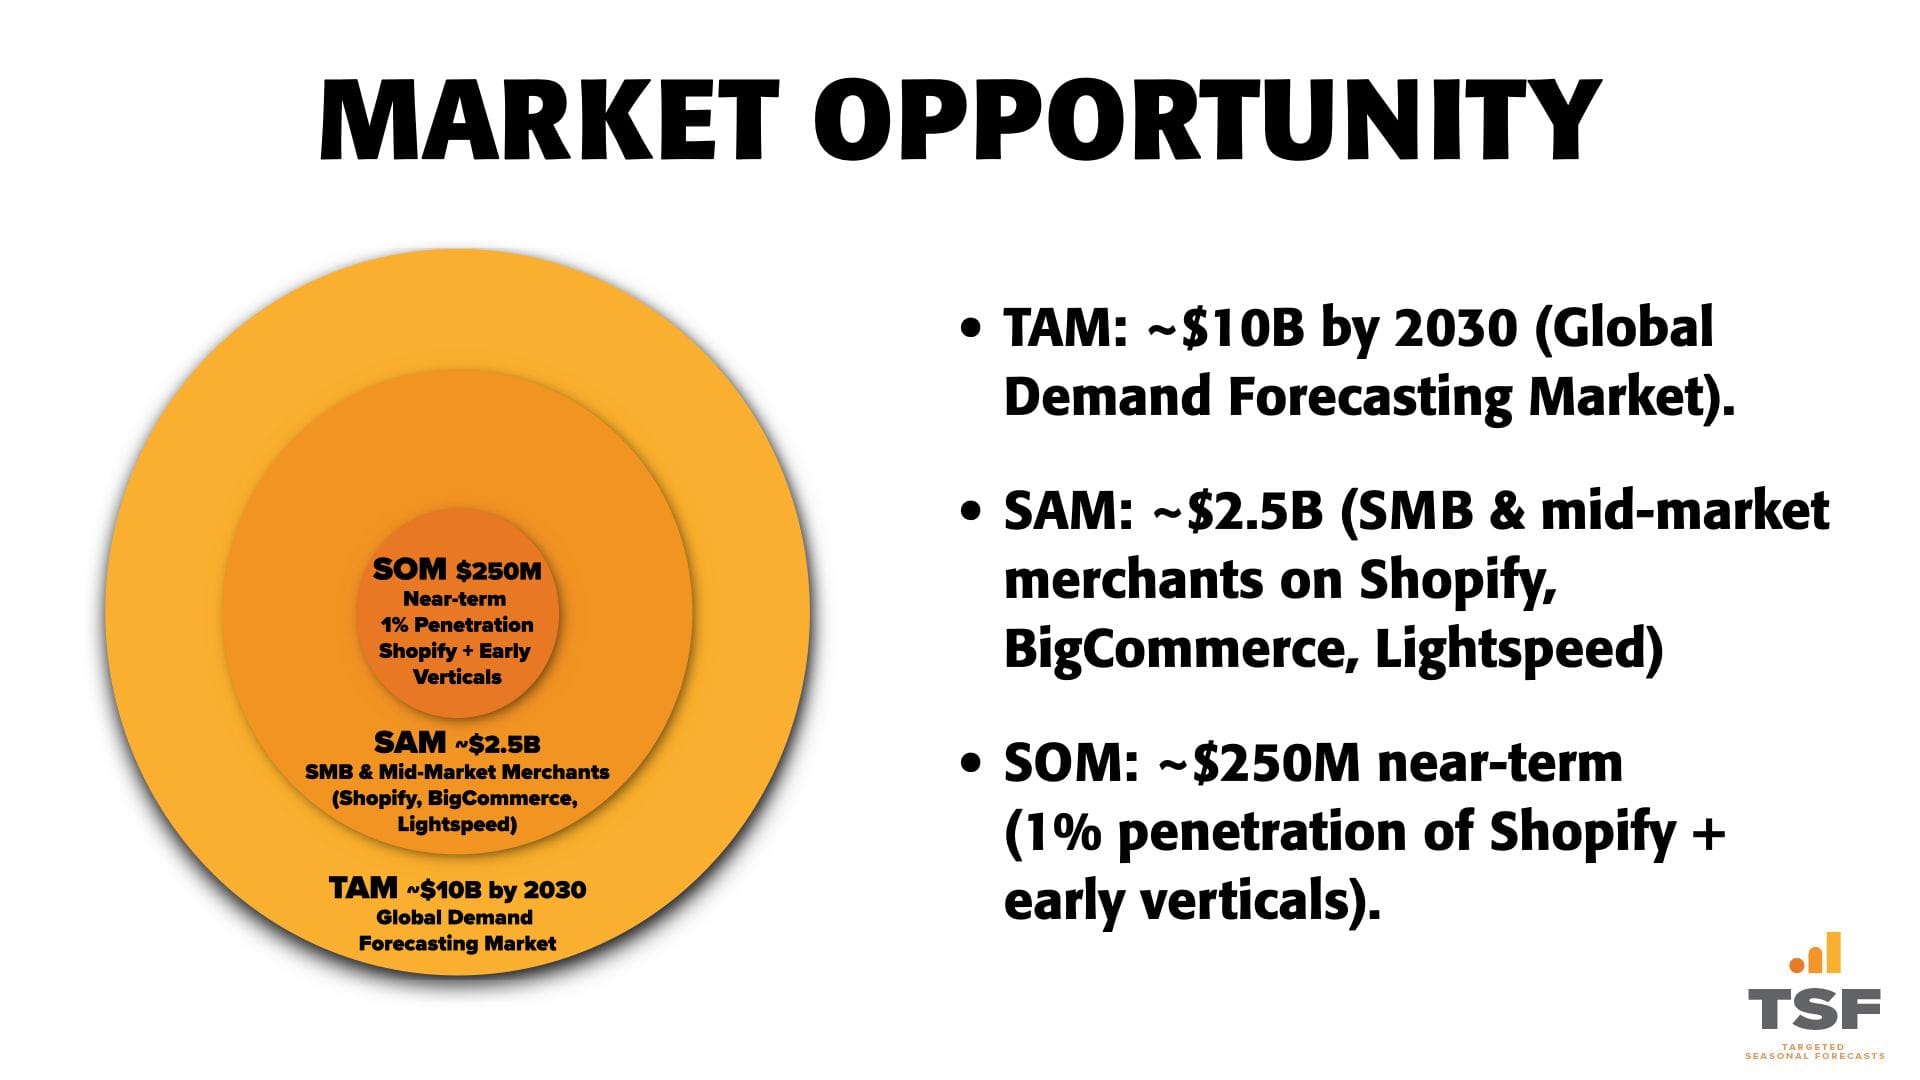 MARKET OPPORTUNITY
SOM $250M
Near-term
1% Penetration
Shopify + Early
Verticals
SAM ~$2.5B
SMB & Mid-Market Merchants
(Shopify, BigCommerce,
Lightspeed)
TAM ~$10B by 2030
Global Demand
Forecasting Market
• TAM: ~$10B by 2030 (Global
Demand Forecasting Market).
• SAM: ~$2.5B (SMB & mid-market
merchants on Shopify,
BigCommerce, Lightspeed)
• SOM: ~$250M near-term
(1% penetration of Shopify +
early verticals).
TSF
TARGETED
SEASONAL FORECASTS